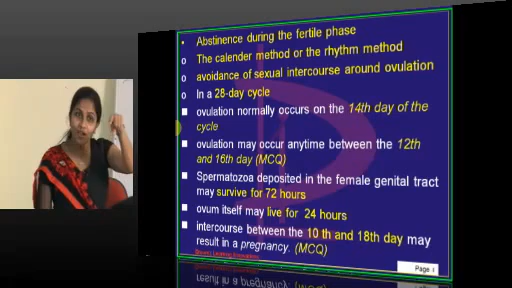 Abstinence during the fertile phase
The calender method or the rhythm method
avoidance of sexual intercourse around ovulation
In a 28-day cycle
ovulation normally occurs on the 14th day of the
cycle
ovulation may occur anytime between the 12th
and 16th day (MCQ)
Spermatozoa deposited in the female genital tract
may survive for 72 hours
ovum itself may live for 24 hours
intercourse between the 10 th and 18th day may
result in a pregnancy. (MCQ)
Page